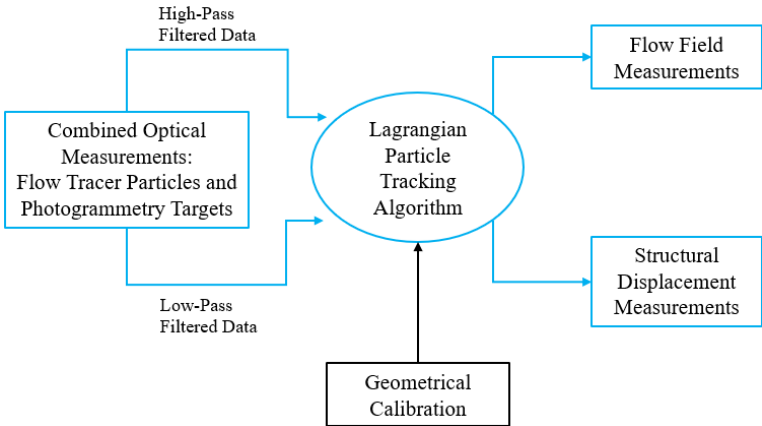 High-Pass
Filtered Data
Combined Optical
Measurements:
Flow Tracer Particles and
Photogrammetry Targets
Low-Pass
Filtered Data
Lagrangian
Particle
Tracking
Algorithm
Geometrical
Calibration
Flow Field
Measurements
Structural
Displacement
Measurements